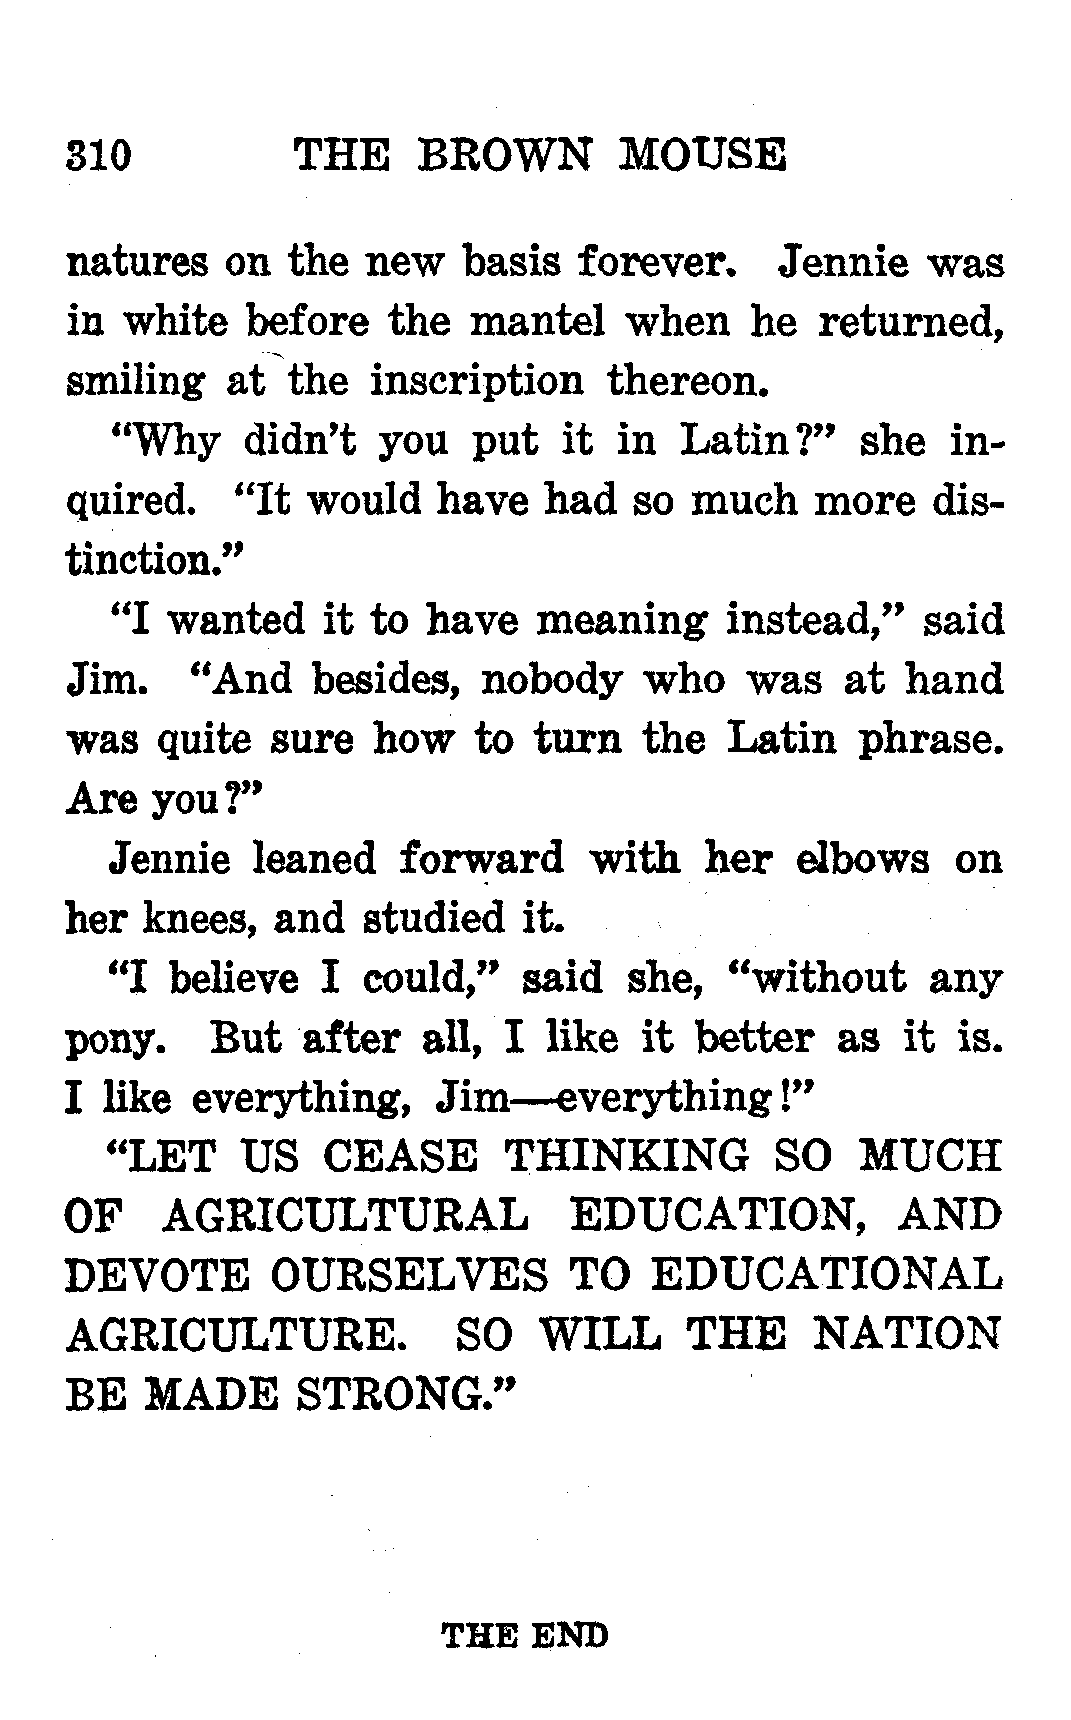 310 THE BROWN MOUSE
natures on the new basis forever. Jennie was
in white before the mantel when he returned,
smiling at the inscription thereon.
“Why didn’t you put it in Latin?” she in-
quired. “It would have had so much more dis-
tinction.”
“I wanted it to have meaning instead,” said
Jim. “And besides, nobody who was at hand
was quite sure how to turn the Latin phrase.
Are you?”
Jennie leaned forward with her elbows on
her knees, and studied it.
“I believe I could,” said she, “without any
pony. But after all, I like it better as it is.
I like everything, Jim—everything!”
“LET US CEASE THINKING SO MUCH
OF AGRICULTURAL EDUCATION, AND
DEVOTE OURSELVES TO EDUCATIONAL
AGRICULTURE. SO WILL THE NATION
BE MADE STRONG.”
THE END